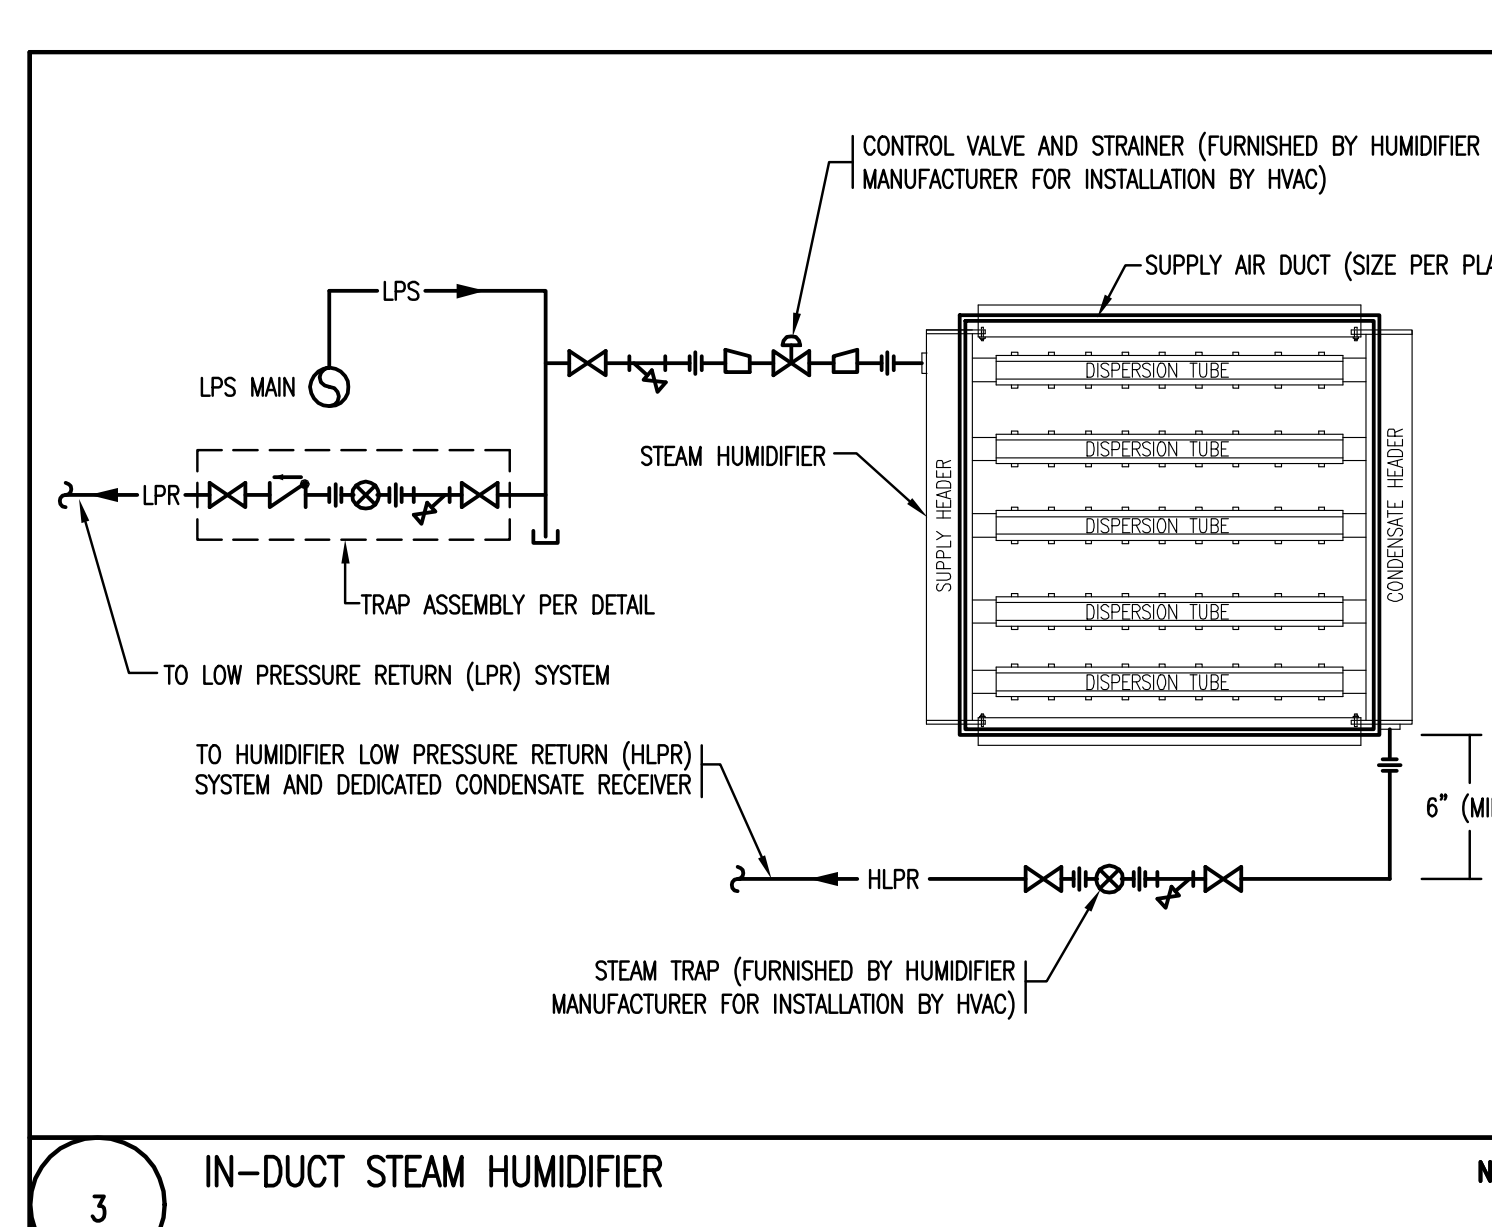 CONTROL VALVE AND STRAINER (FURNISHED BY HUMIDIFIER
MANUFACTURER FOR INSTALLATION BY HVAC)
SUPPLY AIR DUCT (SIZE PER
LPS
LPS MAIN
DISPERSION TUBE
STEAM HUMIDIFIER
DISPERSION TUBE
SUPPLY HEADER
CONDENSATE HEADER
LPR
DISPERSION TUBE
TRAP ASSEMBLY PER DETAIL
DISPERSION TUBE
TO LOW PRESSURE RETURN (LPR) SYSTEM
DISPERSION TUBE
TO HUMIDIFIER LOW PRESSURE RETURN (HLPR)
SYSTEM AND DEDICATED CONDENSATE RECEIVER
6"
HLPR
STEAM TRAP (FURNISHED BY HUMIDIFIER
MANUFACTURER FOR INSTALLATION BY HVAC)
IN-DUCT STEAM HUMIDIFIER
3